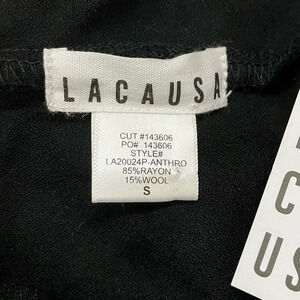 LACAUSA
CUT #143606
PO# 143606
STYLE#
LA20024P-ANTHRO
85%RAYON
15%WOOL
S
C
US